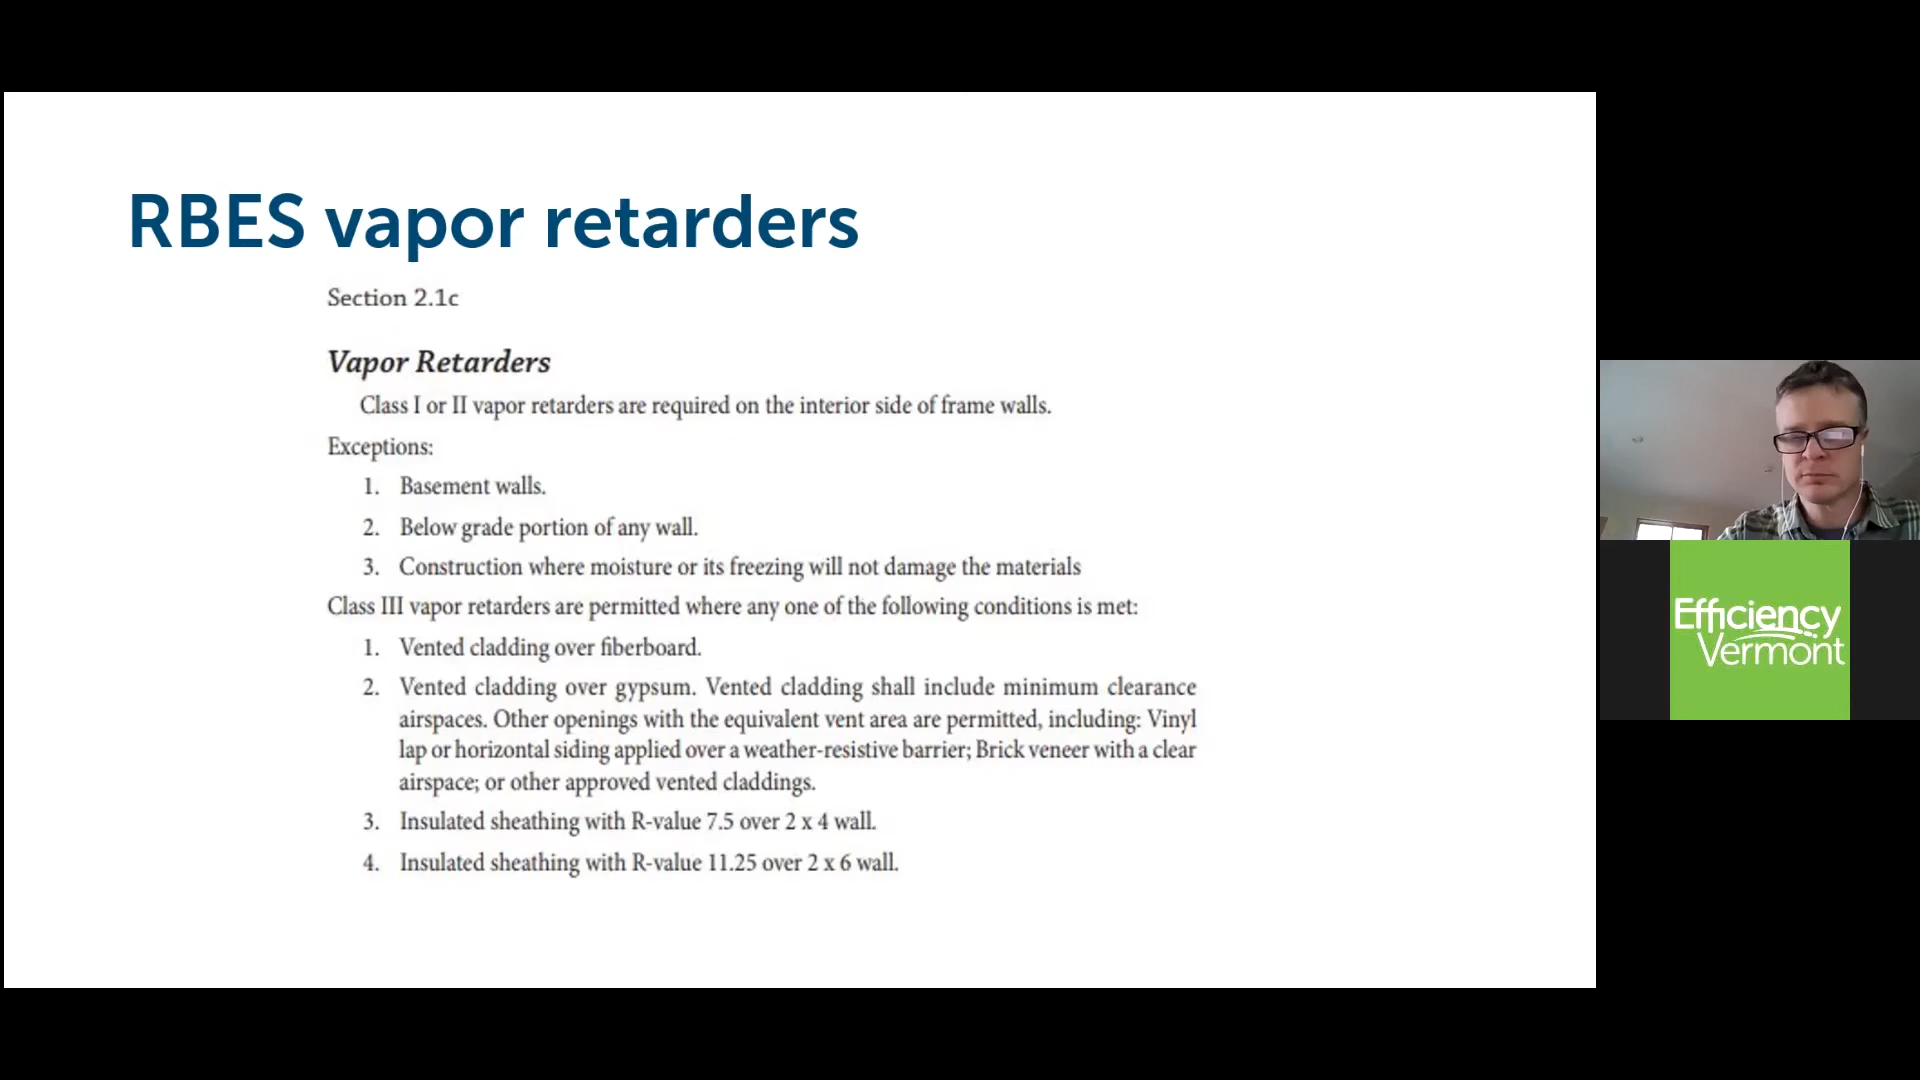 RBES vapor retarders
Section 2.1c
Vapor Retarders
Class I or II vapor retarders are required on the interior side of frame walls.
Exceptions:
1. Basement walls.
2. Below grade portion of any wall.
3. Construction where moisture or its freezing will not damage the materials
Class III vapor retarders are permitted where any one of the following conditions is met:
1. Vented cladding over fiberboard.
2. Vented cladding over gypsum. Vented cladding shall include minimum clearance
airspaces. Other openings with the equivalent vent area are permitted, including: Vinyl
lap or horizontal siding applied over a weather-resistive barrier; Brick veneer with a clear
airspace; or other approved vented claddings.
3. Insulated sheathing with R-value 7.5 over 2 x 4 wall.
4. Insulated sheathing with R-value 11.25 over 2 x 6 wall.
Efficiency
Vermont